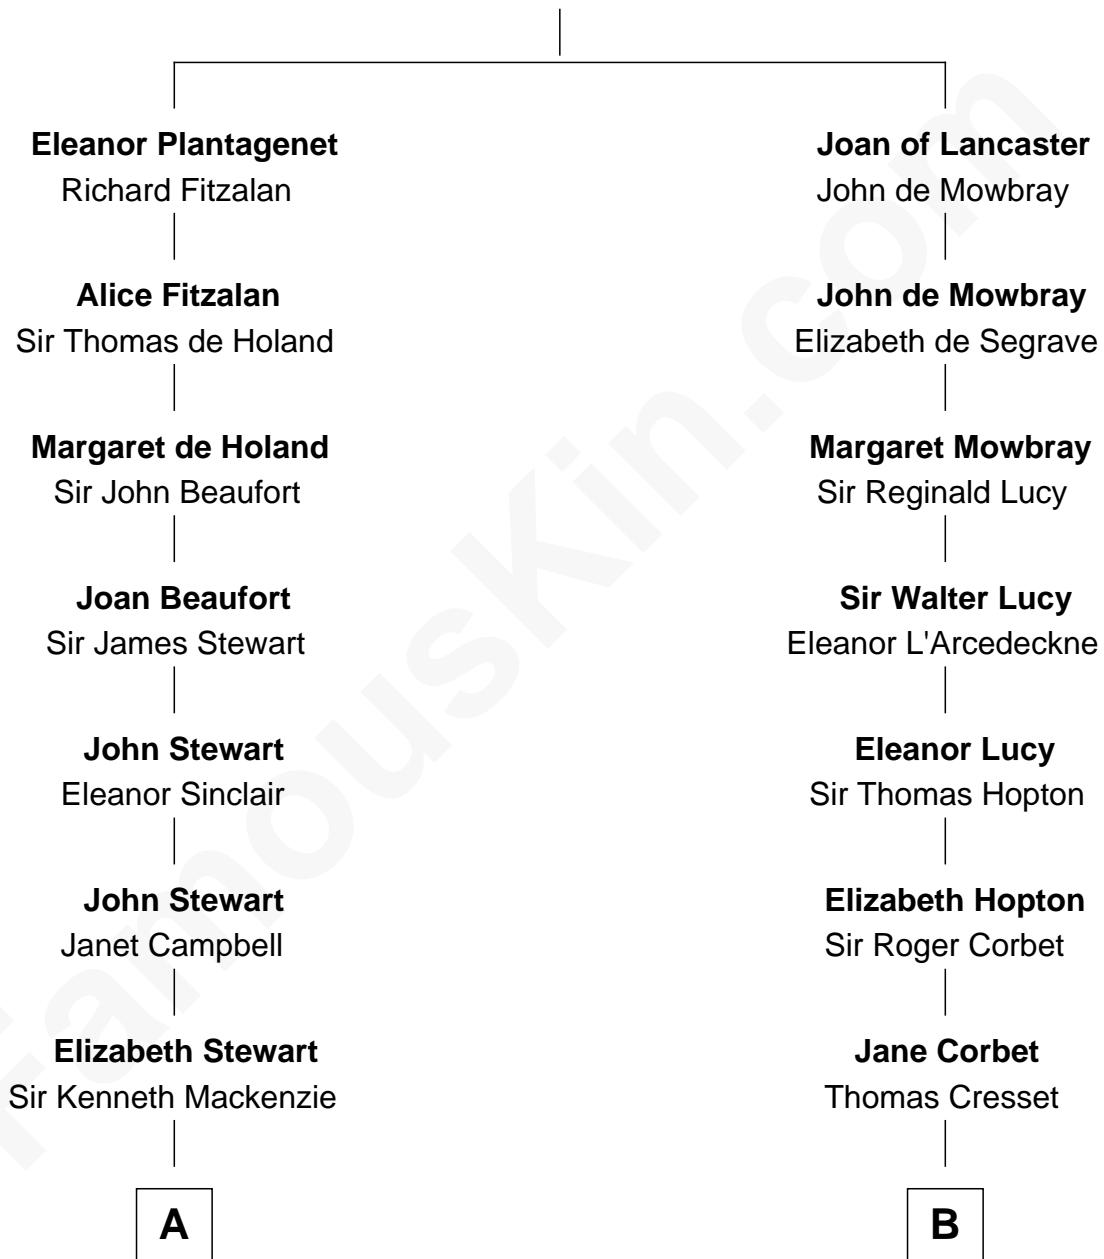 Eleanor Plantagenet
Richard Fitzalan
Alice Fitzalan
Sir Thomas de Holand
Margaret de Holand
Sir John Beaufort
Joan Beaufort
Sir James Stewart
John Stewart
Eleanor Sinclair
John Stewart
Janet Campbell
Elizabeth Stewart
Sir Kenneth Mackenzie
A
Joan of Lancaster
John de Mowbray
John de Mowbray
Elizabeth de Segrave
Margaret Mowbray
Sir Reginald Lucy
Sir Walter Lucy
Eleanor L'Arcedeckne
Eleanor Lucy
Sir Thomas Hopton
Elizabeth Hopton
Sir Roger Corbet
Jane Corbet
Thomas Cresset
B
FamousKin.com